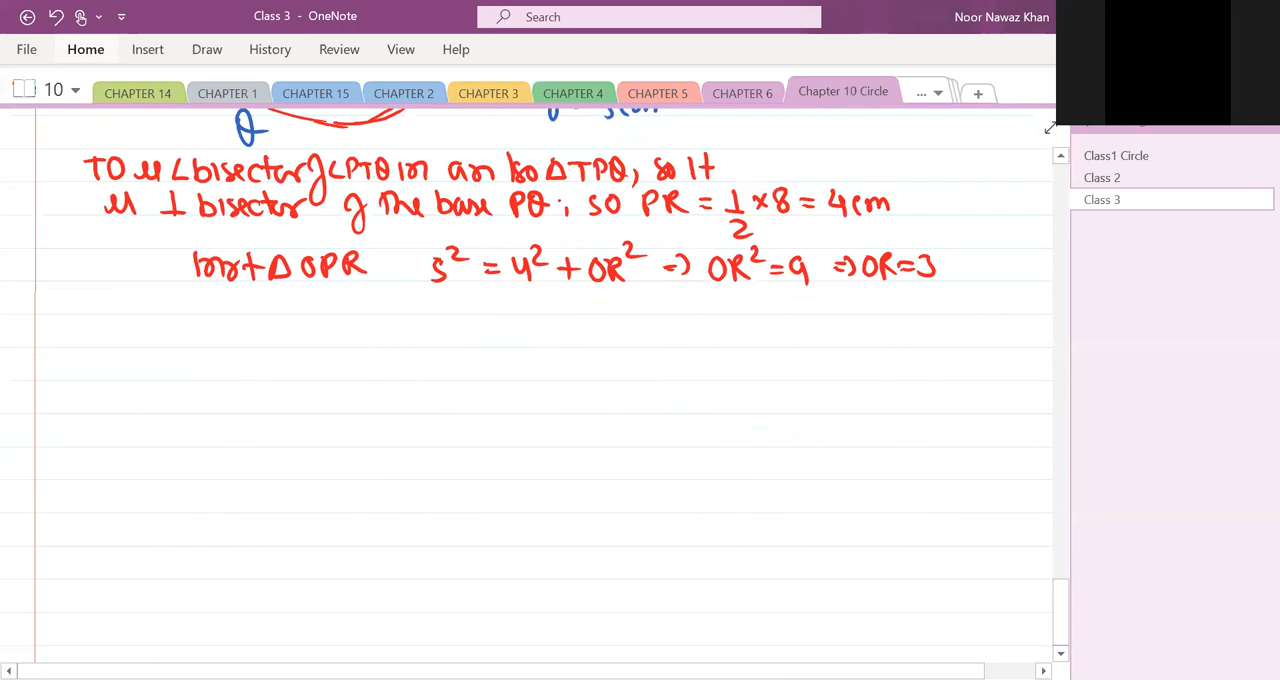 Class 3 - OneNote
Search
Noor Nawaz Khan
File Home Insert Draw History Review View Help
10 CHAPTER 14 CHAPTER 1 CHAPTER 15 CHAPTER 2 CHAPTER 3 CHAPTER 4 CHAPTER 5 CHAPTER 6 Chapter 10 Circle ... +
Class1 Circle
Class 2
Class 3
Q
TO is ∠bisector of ∠PTQ in an iso ΔTPQ, so it
is ⊥ bisector of the base PQ, so PR = 1/2 × 8 = 4cm
In rt Δ OPR 5² = 4² + OR² => OR² = 9 => OR = 3